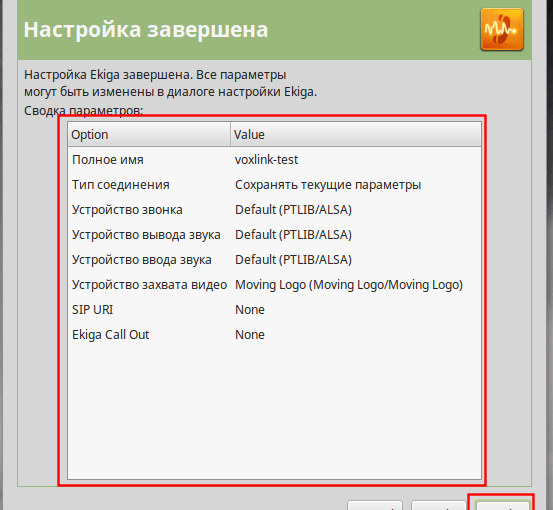 Настройка завершена
Настройка Ekiga завершена. Все параметры
могут быть изменены в диалоге настройки Ekiga.
Сводка параметров:
Option Value
Полное имя voxlink-test
Тип соединения Сохранять текущие параметры
Устройство звонка Default (PTLIB/ALSA)
Устройство вывода звука Default (PTLIB/ALSA)
Устройство ввода звука Default (PTLIB/ALSA)
Устройство захвата видео Moving Logo (Moving Logo/Moving Logo)
SIP URI None
Ekiga Call Out None